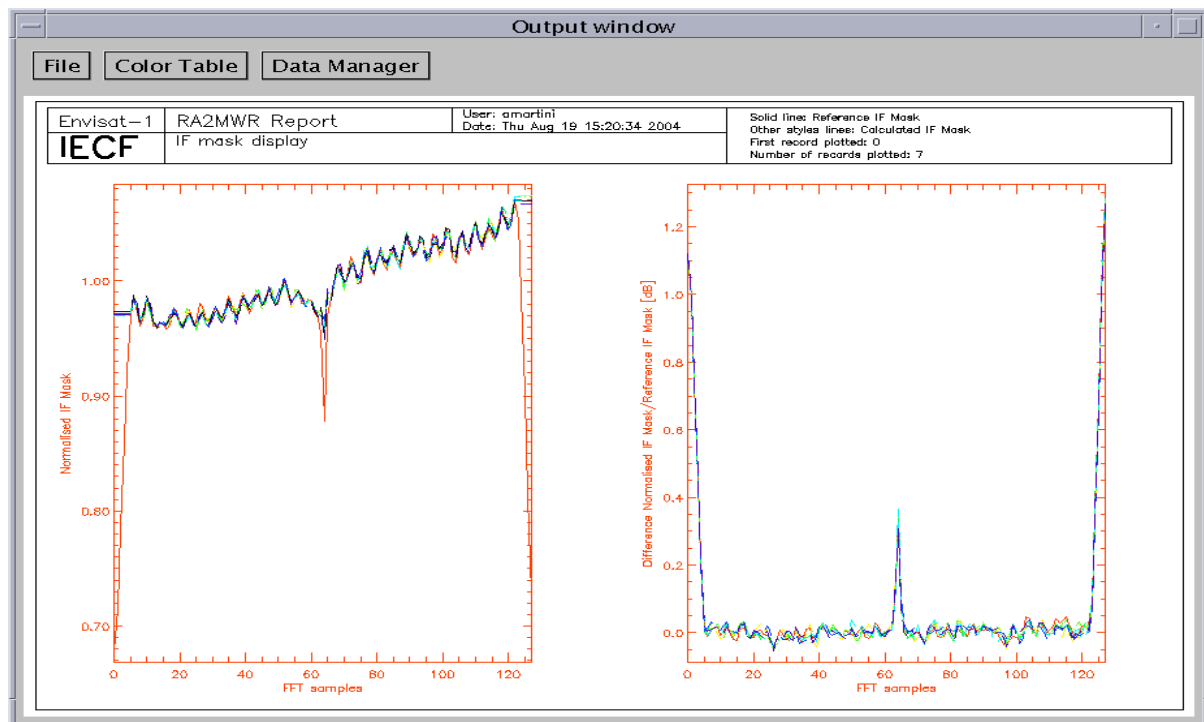 Output window
File Color Table Data Manager
Envisat-1 RA2MWR Report
IECF IF mask display
User: amartini
Date: Thu Aug 19 15:20:34 2004
Solid line: Reference IF Mask
Other styles lines: Calculated IF Mask
First record plotted: 0
Number of records plotted: 7
Normalised IF Mask
1.00
0.90
0.80
0.70
0 20 40 60 80 100 120
FFT samples
Difference Normalised IF Mask/Reference IF Mask [dB]
1.2
1.0
0.8
0.6
0.4
0.2
0.0
0 20 40 60 80 100 120
FFT samples